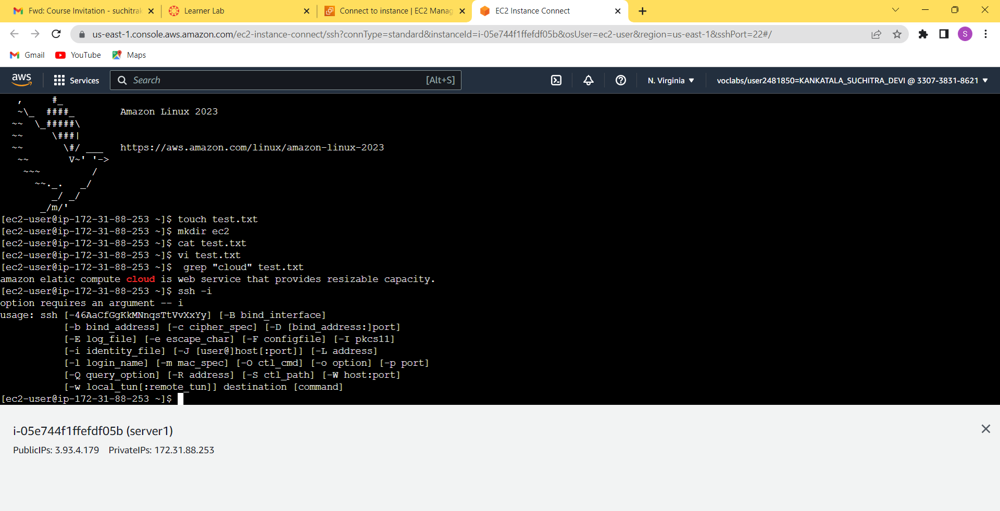 Fwd: Course Invitation - suchitrak
Learner Lab
Connect to instance | EC2 Manag
EC2 Instance Connect
us-east-1.console.aws.amazon.com/ec2-instance-connect/ssh?connType=standard&instanceId=i-05e744f1ffefdf05b&osUser=ec2-user&region=us-east-1&sshPort=22#/
S
Gmail
YouTube
Maps
aws
Services
Search
[Alt+S]
N. Virginia
voclabs/user2481850=KANKATALA_SUCHITRA_DEVI @ 3307-3831-8621
   ,     #_
   ~\_  ####_        Amazon Linux 2023
  ~~  \_#####\
  ~~     \###|
  ~~       \#/ ___   https://aws.amazon.com/linux/amazon-linux-2023
   ~~       V~' '->
    ~~~         /
      ~~._.   _/
         _/ _/
       _/m/'
[ec2-user@ip-172-31-88-253 ~]$ touch test.txt
[ec2-user@ip-172-31-88-253 ~]$ mkdir ec2
[ec2-user@ip-172-31-88-253 ~]$ cat test.txt
[ec2-user@ip-172-31-88-253 ~]$ vi test.txt
[ec2-user@ip-172-31-88-253 ~]$  grep "cloud" test.txt
amazon elatic compute cloud is web service that provides resizable capacity.
[ec2-user@ip-172-31-88-253 ~]$ ssh -i
option requires an argument -- i
usage: ssh [-46AaCfGgKkMNnqsTtVvXxYy] [-B bind_interface]
           [-b bind_address] [-c cipher_spec] [-D [bind_address:]port]
           [-E log_file] [-e escape_char] [-F configfile] [-I pkcs11]
           [-i identity_file] [-J [user@]host[:port]] [-L address]
           [-l login_name] [-m mac_spec] [-O ctl_cmd] [-o option] [-p port]
           [-Q query_option] [-R address] [-S ctl_path] [-W host:port]
           [-w local_tun[:remote_tun]] destination [command]
[ec2-user@ip-172-31-88-253 ~]$
i-05e744f1ffefdf05b (server1)
PublicIPs: 3.93.4.179 PrivateIPs: 172.31.88.253